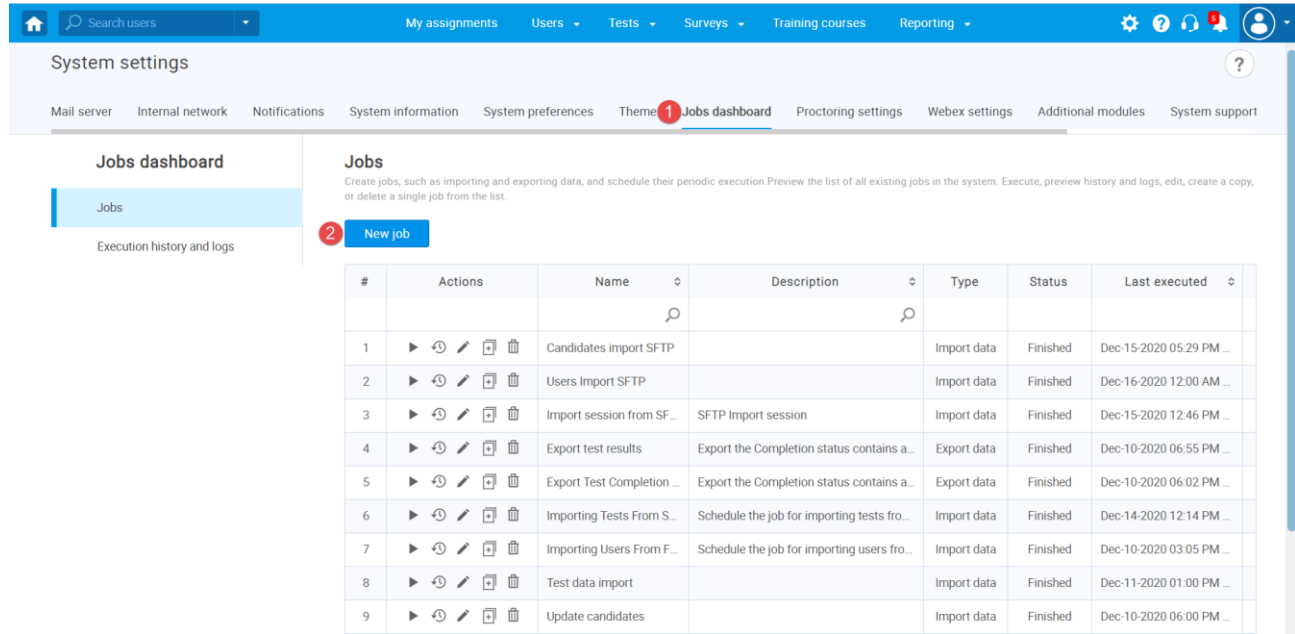 Search users My assignments Users Tests Surveys Training courses Reporting 5
System settings ?
Mail server Internal network Notifications System information System preferences Theme 1 Jobs dashboard Proctoring settings Webex settings Additional modules System support
Jobs dashboard
Jobs
Execution history and logs
Jobs
Create jobs, such as importing and exporting data, and schedule their periodic execution.Preview the list of all existing jobs in the system. Execute, preview history and logs, edit, create a copy,
or delete a single job from the list.
2 New job
# Actions Name Description Type Status Last executed
1 Candidates import SFTP Import data Finished Dec-15-2020 05:29 PM ...
2 Users Import SFTP Import data Finished Dec-16-2020 12:00 AM ...
3 Import session from SF... SFTP Import session Import data Finished Dec-15-2020 12:46 PM ...
4 Export test results Export the Completion status contains a... Export data Finished Dec-10-2020 06:55 PM ...
5 Export Test Completion ... Export the Completion status contains a... Export data Finished Dec-10-2020 06:02 PM ...
6 Importing Tests From S... Schedule the job for importing tests fro... Import data Finished Dec-14-2020 12:14 PM ...
7 Importing Users From F... Schedule the job for importing users fro... Import data Finished Dec-10-2020 03:05 PM ...
8 Test data import Import data Finished Dec-11-2020 01:00 PM ...
9 Update candidates Import data Finished Dec-10-2020 06:00 PM ...